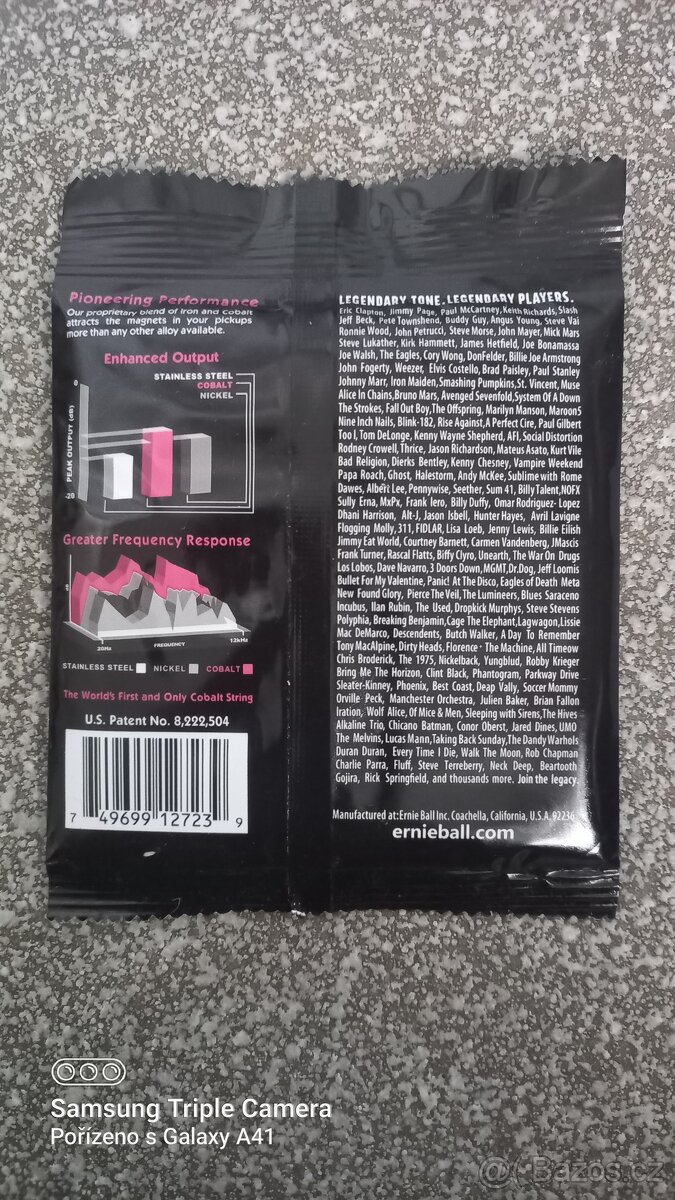 Pioneering Performance
Our proprietary blend of Iron and Cobalt
attracts the magnets in your pickups
more than any other alloy available.
Enhanced Output
STAINLESS STEEL
COBALT
NICKEL
0
PEAK OUTPUT (dB)
-20
Greater Frequency Response
20Hz
FREQUENCY
12kHz
STAINLESS STEEL
NICKEL
COBALT
The World's First and Only Cobalt String
U.S. Patent No. 8,222,504
7 49699 12723 9
LEGENDARY TONE. LEGENDARY PLAYERS.
Eric Clapton, Jimmy Page, Paul McCartney, Keith Richards, Slash
Jeff Beck, Pete Townshend, Buddy Guy, Angus Young, Steve Vai
Ronnie Wood, John Petrucci, Steve Morse, John Mayer, Mick Mars
Steve Lukather, Kirk Hammett, James Hetfield, Joe Bonamassa
Joe Walsh, The Eagles, Cory Wong, DonFelder, Billie Joe Armstrong
John Fogerty, Weezer, Elvis Costello, Brad Paisley, Paul Stanley
Johnny Marr, Iron Maiden, Smashing Pumpkins, St. Vincent, Muse
Alice In Chains, Bruno Mars, Avenged Sevenfold, System Of A Down
The Strokes, Fall Out Boy, The Offspring, Marilyn Manson, Maroon5
Nine Inch Nails, Blink-182, Rise Against, A Perfect Cire, Paul Gilbert
Tool, Tom DeLonge, Kenny Wayne Shepherd, AFI, Social Distortion
Rodney Crowell, Thrice, Jason Richardson, Mateus Asato, Kurt Vile
Bad Religion, Dierks Bentley, Kenny Chesney, Vampire Weekend
Papa Roach, Ghost, Halestorm, Andy McKee, Sublime with Rome
Dawes, Albert Lee, Pennywise, Seether, Sum 41, Billy Talent, NOFX
Sully Erna, MxPx, Frank Iero, Billy Duffy, Omar Rodriguez- Lopez
Dhani Harrison, Alt-J, Jason Isbell, Hunter Hayes, Avril Lavigne
Flogging Molly, 311, FIDLAR, Lisa Loeb, Jenny Lewis, Billie Eilish
Jimmy Eat World, Courtney Barnett, Carmen Vandenberg, JMascis
Frank Turner, Rascal Flatts, Biffy Clyro, Unearth, The War On Drugs
Los Lobos, Dave Navarro, 3 Doors Down, MGMT, Dr.Dog, Jeff Loomis
Bullet For My Valentine, Panic! At The Disco, Eagles of Death Meta
New Found Glory, Pierce The Veil, The Lumineers, Blues Saraceno
Incubus, Ilan Rubin, The Used, Dropkick Murphys, Steve Stevens
Polyphia, Breaking Benjamin, Cage The Elephant, Lagwagon, Lissie
Mac DeMarco, Descendents, Butch Walker, A Day To Remember
Tony MacAlpine, Dirty Heads, Florence + The Machine, All Timeow
Chris Broderick, The 1975, Nickelback, Yungblud, Robby Krieger
Bring Me The Horizon, Clint Black, Phantogram, Parkway Drive
Sleater-Kinney, Phoenix, Best Coast, Deap Vally, Soccer Mommy
Orville Peck, Manchester Orchestra, Julien Baker, Brian Fallon
Iration, Wolf Alice, Of Mice & Men, Sleeping with Sirens, The Hives
Alkaline Trio, Chicano Batman, Conor Oberst, Jared Dines, UMO
The Melvins, Lucas Mann, Taking Back Sunday, The Dandy Warhols
Duran Duran, Every Time I Die, Walk The Moon, Rob Chapman
Charlie Parra, Fluff, Steve Terreberry, Neck Deep, Beartooth
Gojira, Rick Springfield, and thousands more. Join the legacy.
Manufactured at: Ernie Ball Inc. Coachella, California, U.S.A. 92236
ernieball.com
Samsung Triple Camera
Pořízeno s Galaxy A41
@ Bazos.cz